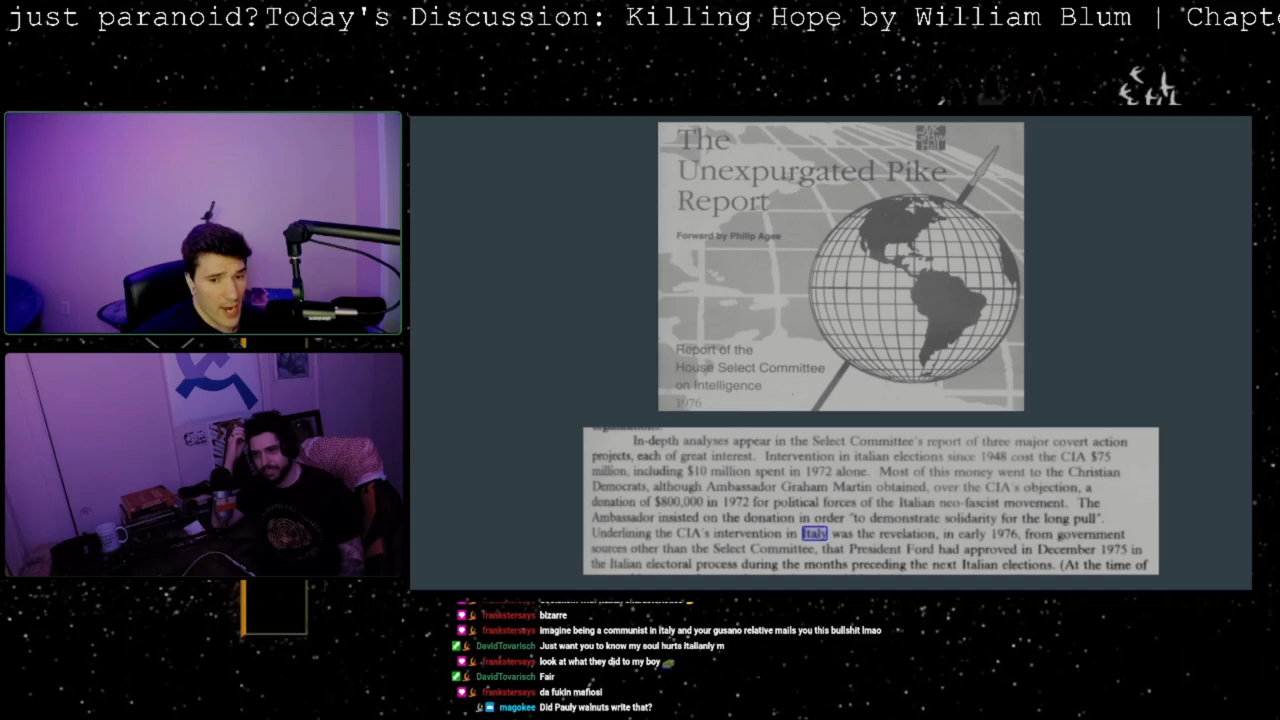 just paranoid?Today's Discussion: Killing Hope by William Blum | Chapt
The
Unexpurgated Pike
Report
Forward by Philip Agee
Report of the
House Select Committee
on Intelligence
1976
In-depth analyses appear in the Select Committee's report of three major covert action
projects, each of great interest. Intervention in italian elections since 1948 cost the CIA $75
million, including $10 million spent in 1972 alone. Most of this money went to the Christian
Democrats, although Ambassador Graham Martin obtained, over the CIA's objection, a
donation of $800,000 in 1972 for political forces of the Italian neo-fascist movement. The
Ambassador insisted on the donation in order "to demonstrate solidarity for the long pull".
Underlining the CIA's intervention in Italy was the revelation, in early 1976, from government
sources other than the Select Committee, that President Ford had approved in December 1975 in
the Italian electoral process during the months preceding the next Italian elections. (At the time of
frankstersays bizarre
frankstersays imagine being a communist in italy and your gusano relative mails you this bullshit lmao
DavidTovarisch Just want you to know my soul hurts Italianly m
frankstersays look at what they did to my boy
DavidTovarisch Fair
frankstersays da fukin mafiosi
magokee Did Pauly walnuts write that?